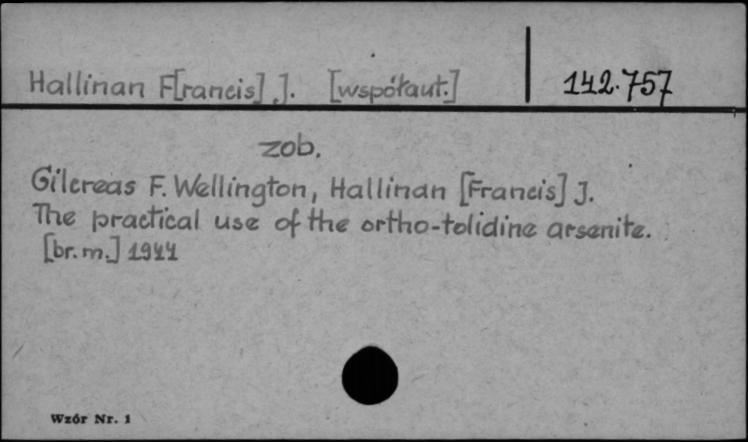 Hallinan F[rancis] J. [współaut.] 142.757
zob.
Gilcreas F. Wellington, Hallinan [Francis] J.
The practical use of the ortho-tolidine arsenite.
[br. m.] 1944
Wzór Nr. 1